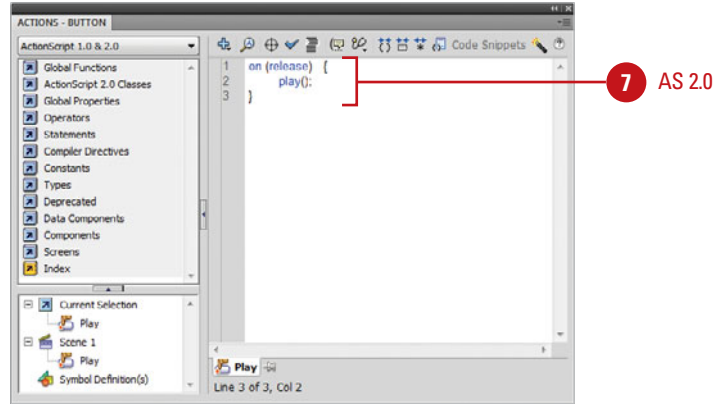 ACTIONS - BUTTON
ActionScript 1.0 & 2.0
Code Snippets
Global Functions
ActionScript 2.0 Classes
Global Properties
Operators
Statements
Compiler Directives
Constants
Types
Deprecated
Data Components
Components
Screens
Index
1 on (release) {
2 play();
3 }
7 AS 2.0
Current Selection
Play
Scene 1
Play
Symbol Definition(s)
Play
Line 3 of 3, Col 2